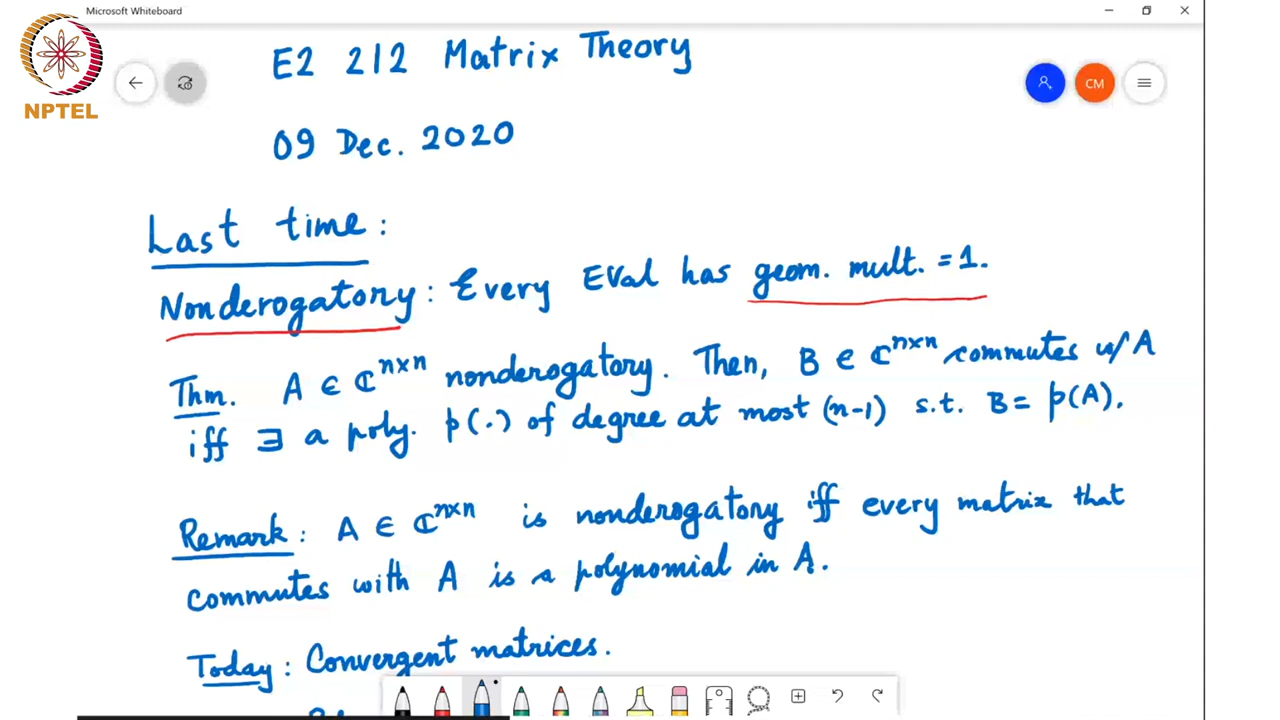 Microsoft Whiteboard
NPTEL
CM
E2 212 Matrix Theory
09 Dec. 2020
Last time:
Nonderogatory: Every EVal has geom. mult. = 1.
Thm. A ∈ ℂ^{n×n} nonderogatory. Then, B ∈ ℂ^{n×n} commutes w/ A
iff ∃ a poly. p(.) of degree at most (n-1) s.t. B = p(A).
Remark: A ∈ ℂ^{n×n} is nonderogatory iff every matrix that
commutes with A is a polynomial in A.
Today: Convergent matrices.